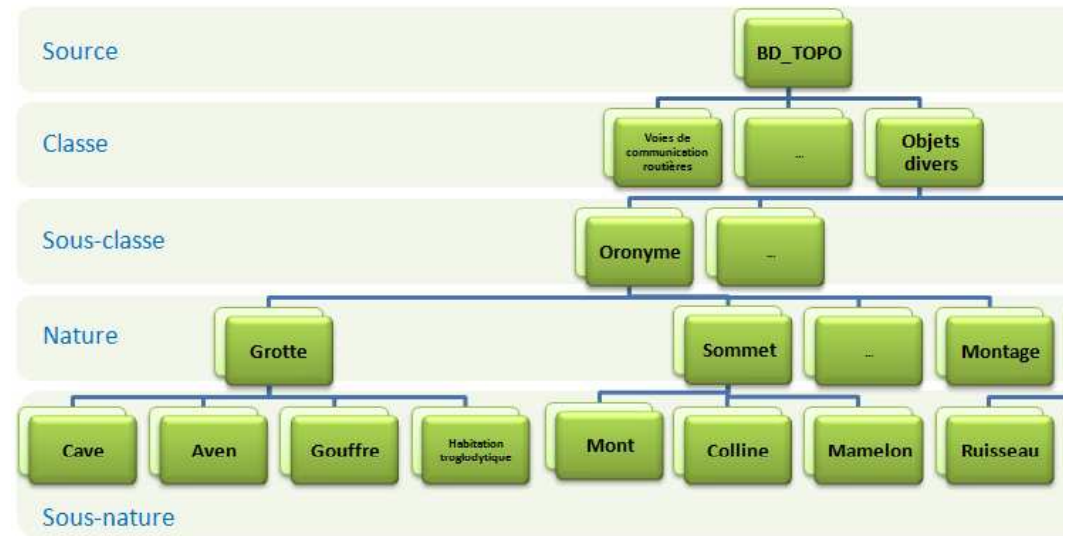 Source
BD_TOPO
Classe
Voies de
communication
routières
...
Objets
divers
Sous-classe
Oronyme
...
Nature
Grotte
Sommet
...
Montage
Cave
Aven
Gouffre
Habitation
troglodytique
Mont
Colline
Mamelon
Ruisseau
Sous-nature